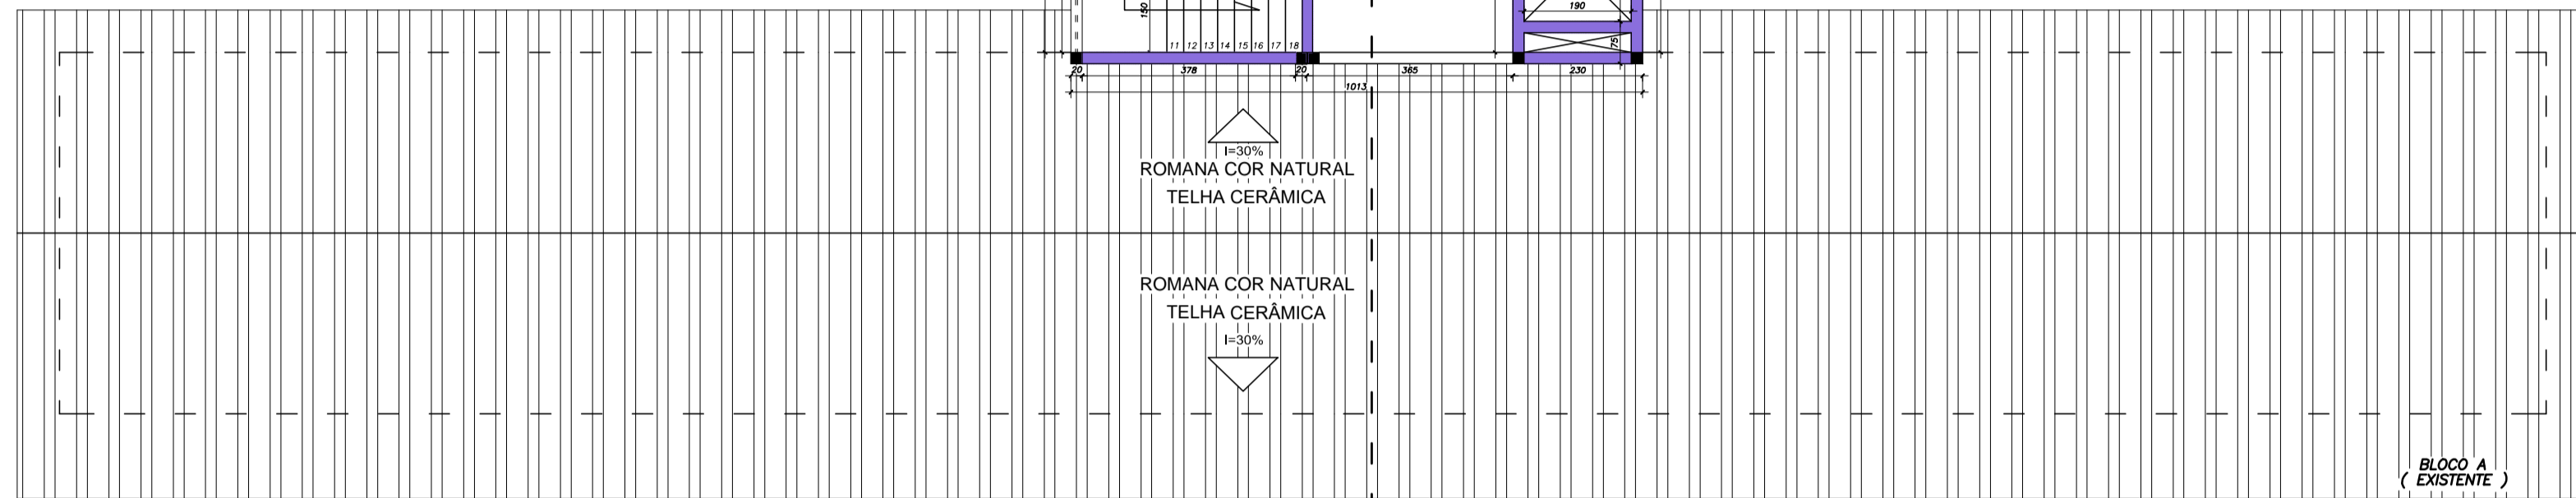 150
190
11 12 13 14 15 16 17 18
75
20 378 20 365 230
1013
I=30%
ROMANA COR NATURAL
TELHA CERÂMICA
ROMANA COR NATURAL
TELHA CERÂMICA
I=30%
BLOCO A
( EXISTENTE )